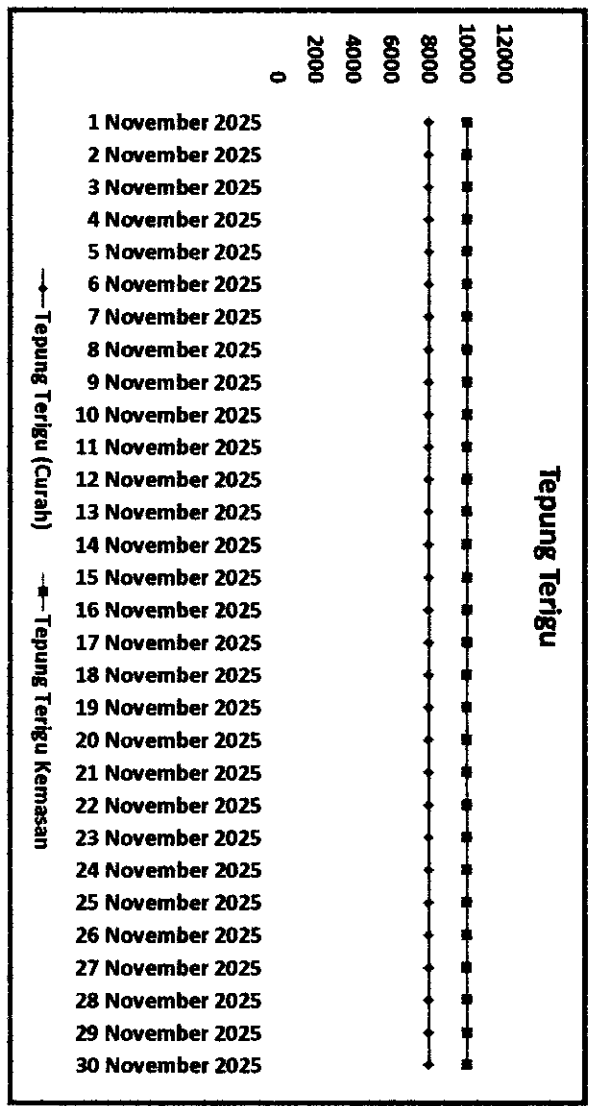 Tepung Terigu
12000
10000
8000
6000
4000
2000
0
1 November 2025
2 November 2025
3 November 2025
4 November 2025
5 November 2025
6 November 2025
7 November 2025
8 November 2025
9 November 2025
10 November 2025
11 November 2025
12 November 2025
13 November 2025
14 November 2025
15 November 2025
16 November 2025
17 November 2025
18 November 2025
19 November 2025
20 November 2025
21 November 2025
22 November 2025
23 November 2025
24 November 2025
25 November 2025
26 November 2025
27 November 2025
28 November 2025
29 November 2025
30 November 2025
Tepung Terigu (Curah)
Tepung Terigu Kemasan